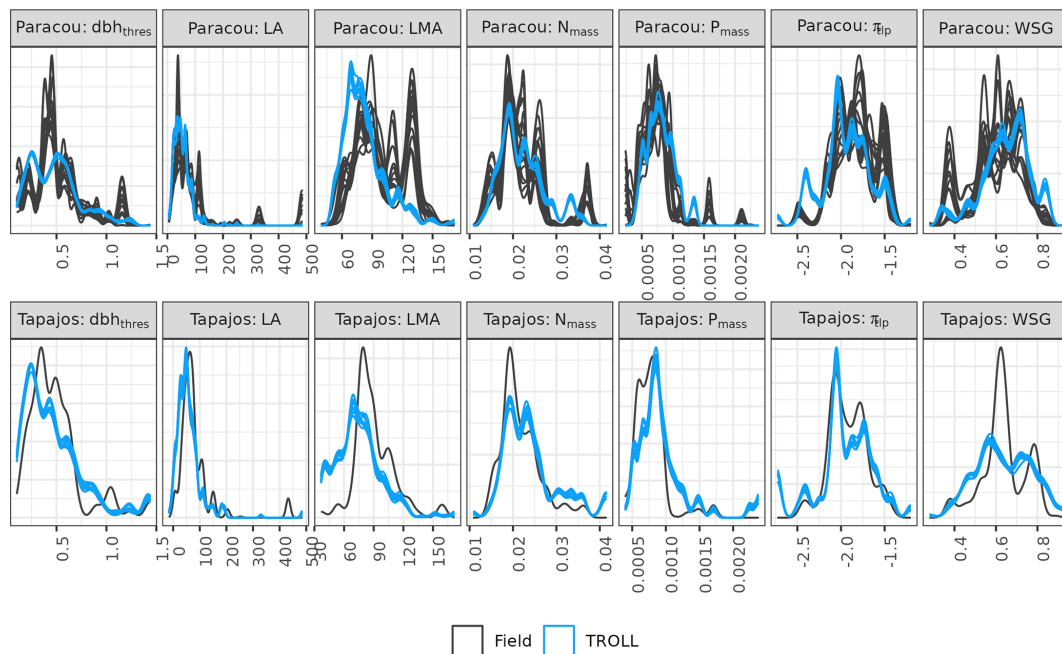 Paracou: dbh_thres Paracou: LA Paracou: LMA Paracou: N_mass Paracou: P_mass Paracou: π_tlp Paracou: WSG
0.5 1.0 1.5 0 100 200 300 400 500 60 90 120 150 0.01 0.02 0.03 0.04 0.0005 0.0010 0.0015 0.0020 -2.5 -2.0 -1.5 0.4 0.6 0.8
Tapajos: dbh_thres Tapajos: LA Tapajos: LMA Tapajos: N_mass Tapajos: P_mass Tapajos: π_tlp Tapajos: WSG
0.5 1.0 1.5 0 100 200 300 400 500 30 60 90 120 150 0.01 0.02 0.03 0.04 0.0005 0.0010 0.0015 0.0020 -2.5 -2.0 -1.5 0.4 0.6 0.8
Field TROLL